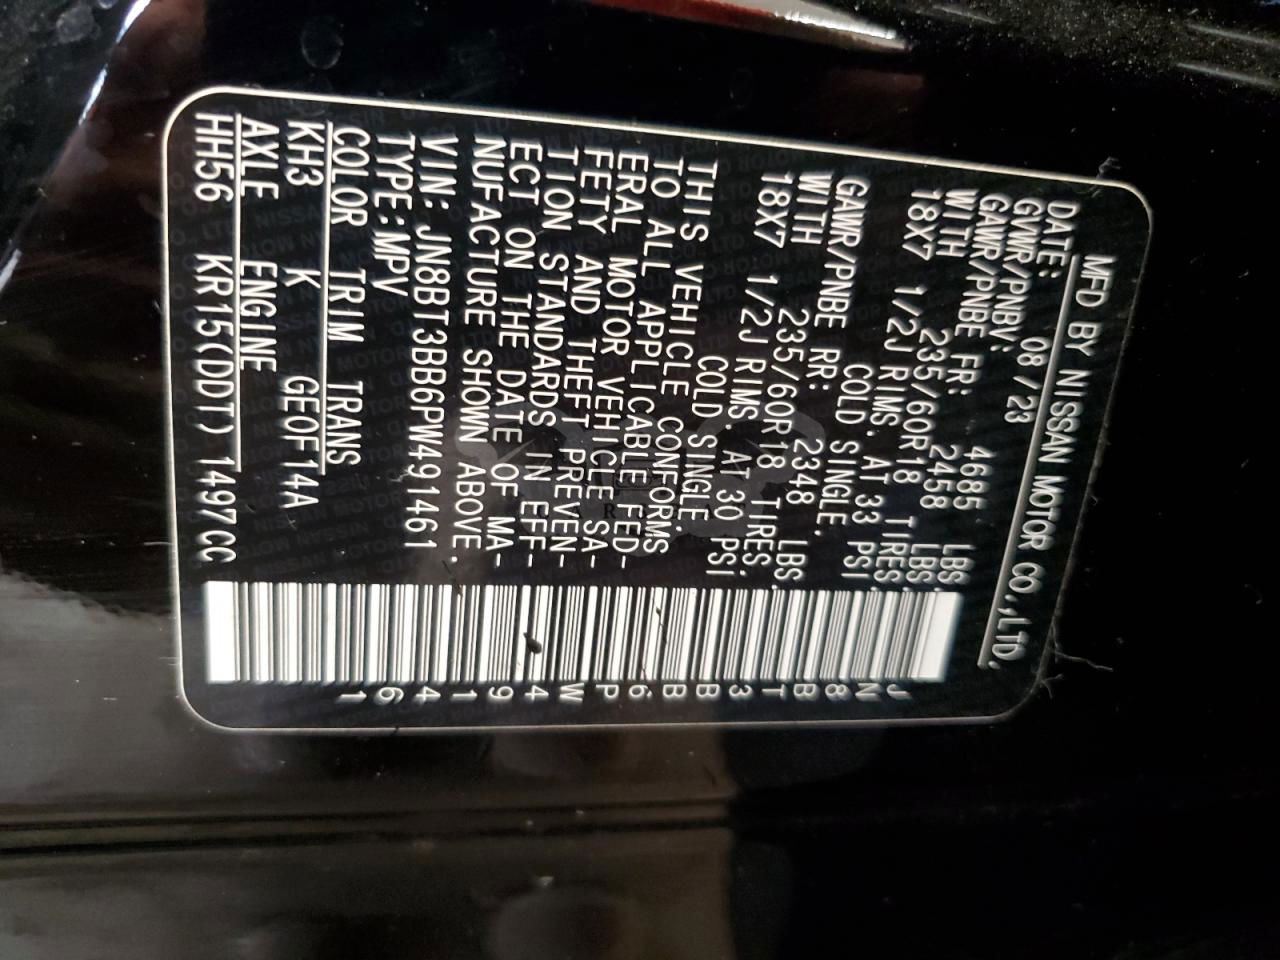 MFD BY NISSAN MOTOR CO.,LTD.
DATE: 08 /23
GVWR/PNBV: 4685 LBS.
GAWR/PNBE FR: 2458 LBS.
WITH 235/60R18 TIRES.
18X7 1/2J RIMS. AT 33 PSI
COLD SINGLE.
GAWR/PNBE RR: 2348 LBS.
WITH 235/60R18 TIRES.
18X7 1/2J RIMS. AT 30 PSI
COLD SINGLE.
THIS VEHICLE CONFORMS
TO ALL APPLICABLE FED-
ERAL MOTOR VEHICLE SA-
FETY AND THEFT PREVEN-
TION STANDARDS IN EFF-
ECT ON THE DATE OF MA-
NUFACTURE SHOWN ABOVE.
VIN: JN8BT3BB6PW491461
TYPE:MPV
COLOR TRIM TRANS
KH3 K GE0F14A
AXLE ENGINE
HH56 KR15(DDT) 1497CC
JN8BT3BB6PW491461